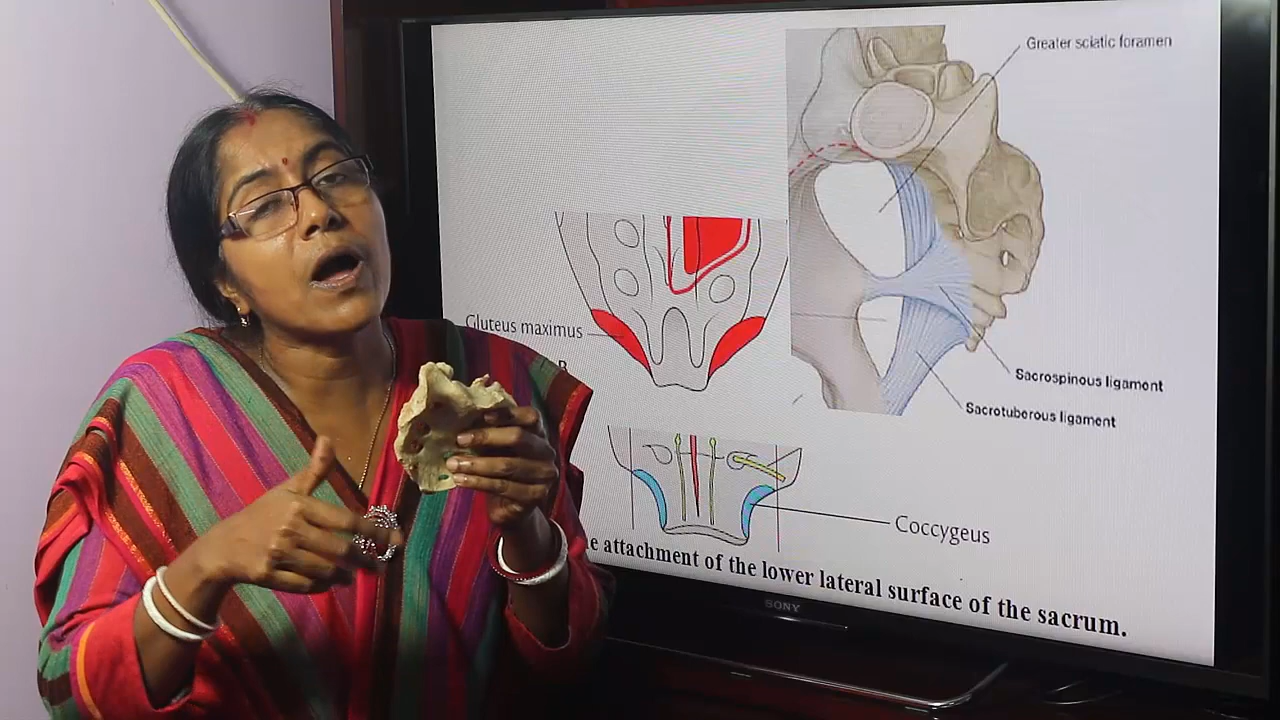 Greater sciatic foramen
Gluteus maximus
Sacrospinous ligament
Sacrotuberous ligament
Coccygeus
attachment of the lower lateral surface of the sacrum.
SONY